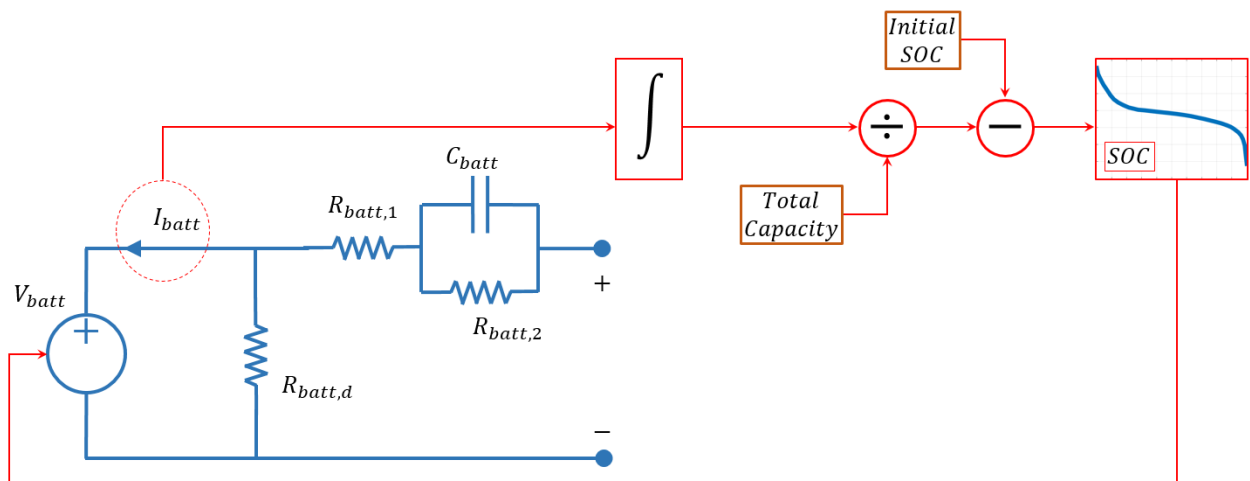 Initial
SOC
∫
÷
−
SOC
C_batt
Total
Capacity
R_batt,1
I_batt
V_batt
+
R_batt,2
+
R_batt,d
−